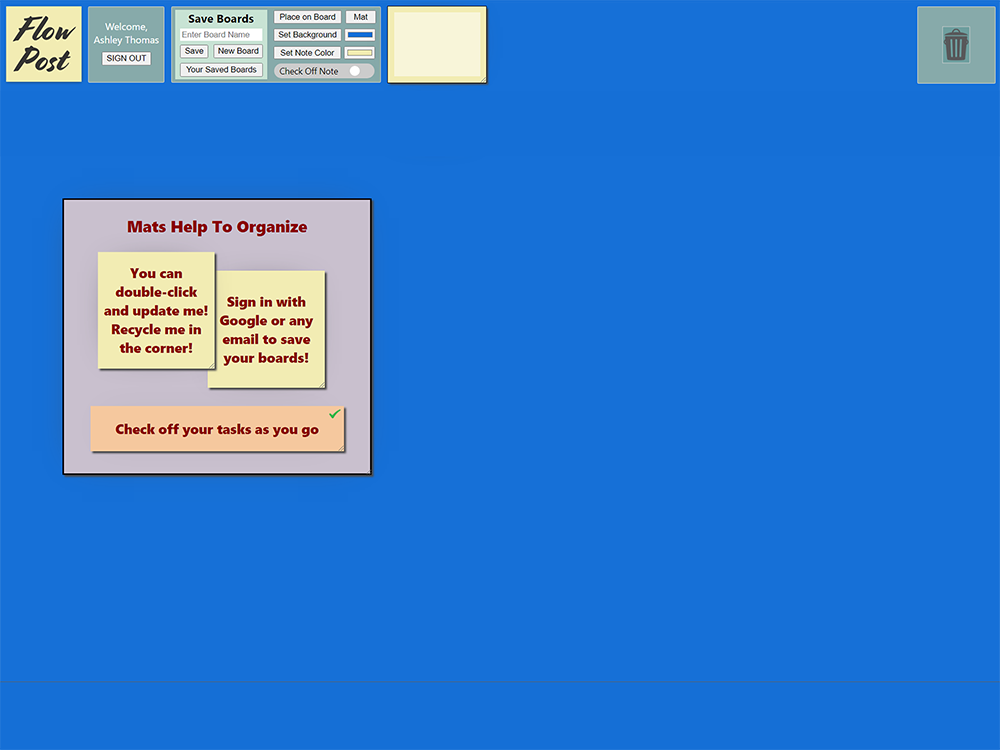 Flow
Post
Welcome,
Ashley Thomas
SIGN OUT
Save Boards
Enter Board Name
Save
New Board
Your Saved Boards
Place on Board
Mat
Set Background
Set Note Color
Check Off Note
Mats Help To Organize
You can
double-click
and update me!
Recycle me in
the corner!
Sign in with
Google or any
email to save
your boards!
Check off your tasks as you go